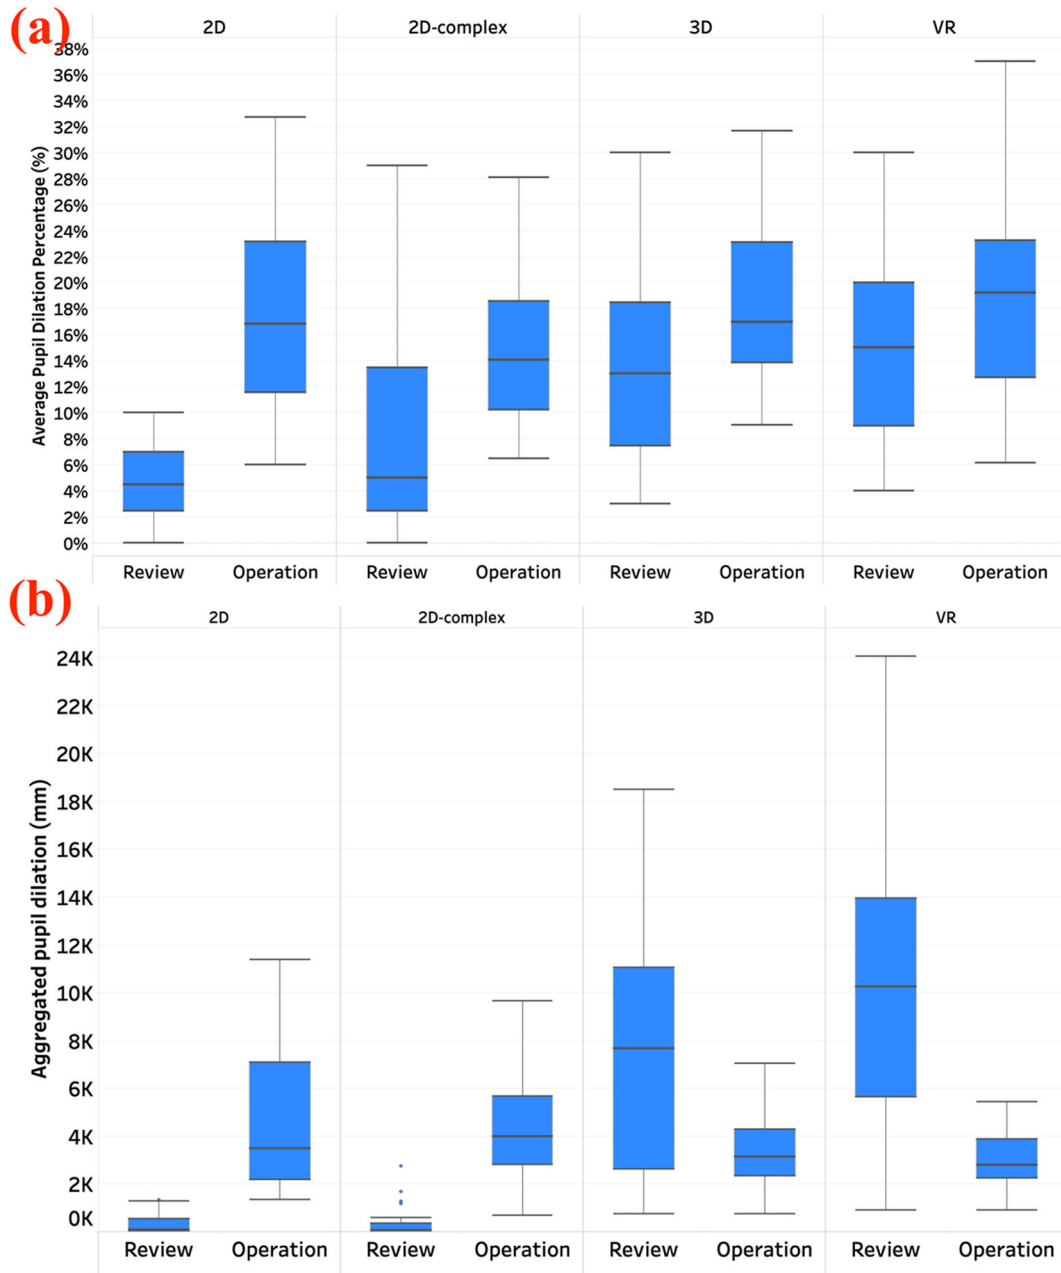 (a)
2D 2D-complex 3D VR
Average Pupil Dilation Percentage (%)
38%
36%
34%
32%
30%
28%
26%
24%
22%
20%
18%
16%
14%
12%
10%
8%
6%
4%
2%
0%
Review Operation Review Operation Review Operation Review Operation
(b)
2D 2D-complex 3D VR
Aggregated pupil dilation (mm)
24K
22K
20K
18K
16K
14K
12K
10K
8K
6K
4K
2K
0K
Review Operation Review Operation Review Operation Review Operation